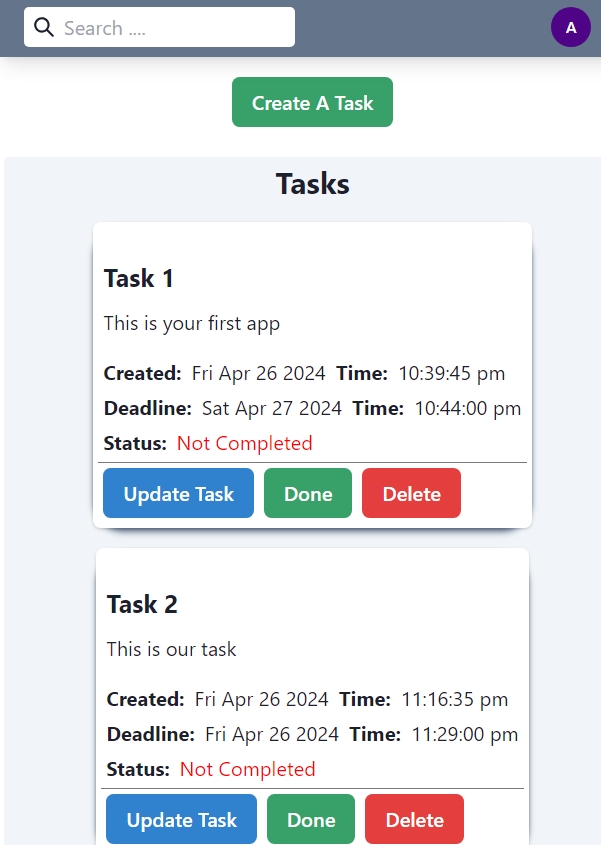 Search ....
A
Create A Task
Tasks
Task 1
This is your first app
Created: Fri Apr 26 2024 Time: 10:39:45 pm
Deadline: Sat Apr 27 2024 Time: 10:44:00 pm
Status: Not Completed
Update Task Done Delete
Task 2
This is our task
Created: Fri Apr 26 2024 Time: 11:16:35 pm
Deadline: Fri Apr 26 2024 Time: 11:29:00 pm
Status: Not Completed
Update Task Done Delete